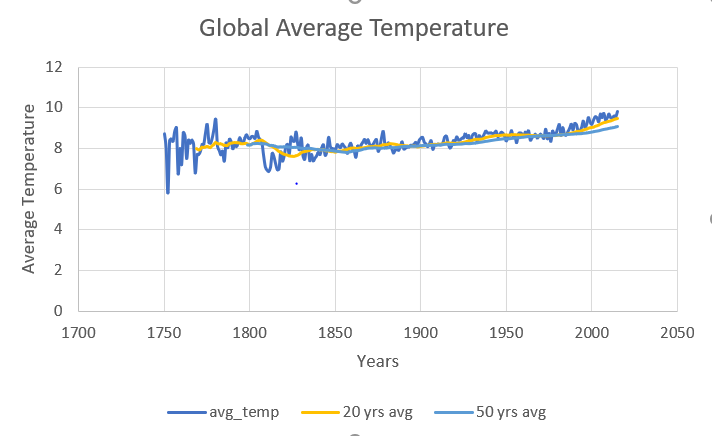 Global Average Temperature
12
10
8
6
4
2
0
Average Temperature
1700 1750 1800 1850 1900 1950 2000 2050
Years
avg_temp 20 yrs avg 50 yrs avg